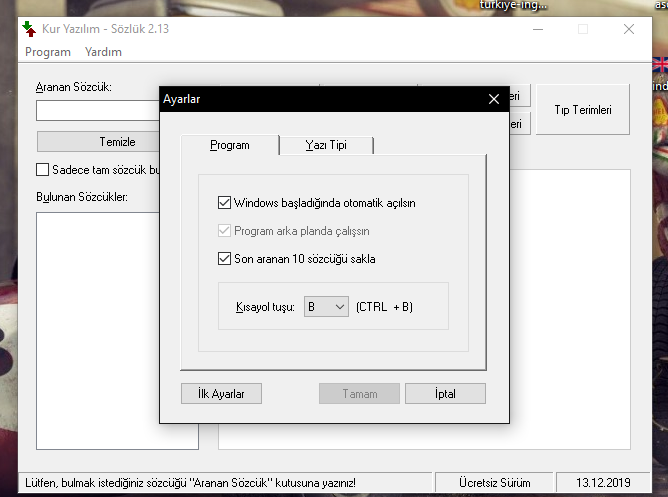 türkiye-ing...
Kur Yazılım - Sözlük 2.13
Program Yardım
Aranan Sözcük:
Temizle
Sadece tam sözcük bu
Bulunan Sözcükler:
Tıp Terimleri
Ayarlar
Program Yazı Tipi
Windows başladığında otomatik açılsın
Program arka planda çalışsın
Son aranan 10 sözcüğü sakla
Kısayol tuşu: B (CTRL + B)
İlk Ayarlar Tamam İptal
Lütfen, bulmak istediğiniz sözcüğü "Aranan Sözcük" kutusuna yazınız! Ücretsiz Sürüm 13.12.2019